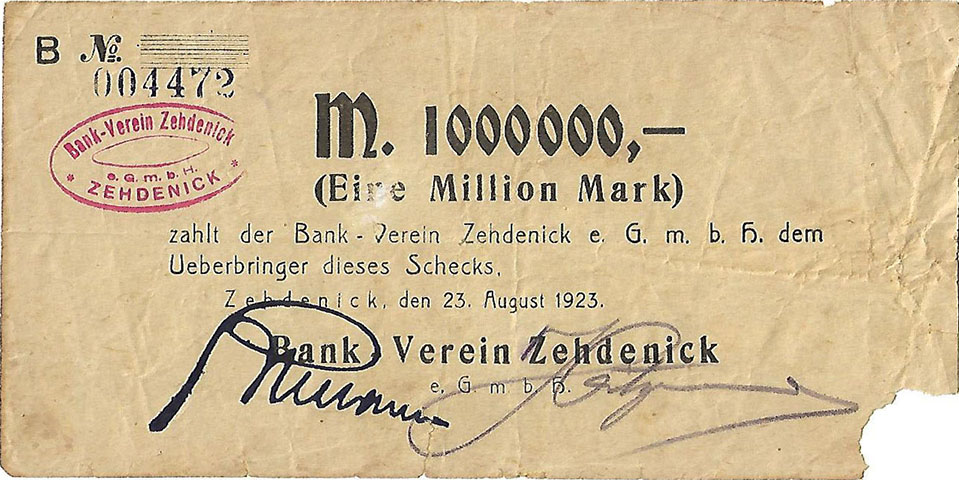 B No.
004472
Bank-Verein Zehdenick
e. G. m. b. H.
* ZEHDENICK *
M. 1000000,—
(Eine Million Mark)
zahlt der Bank-Verein Zehdenick e. G. m. b. H. dem
Ueberbringer dieses Schecks.
Zehdenick, den 23. August 1923.
Bank Verein Zehdenick
e. G m b. H.